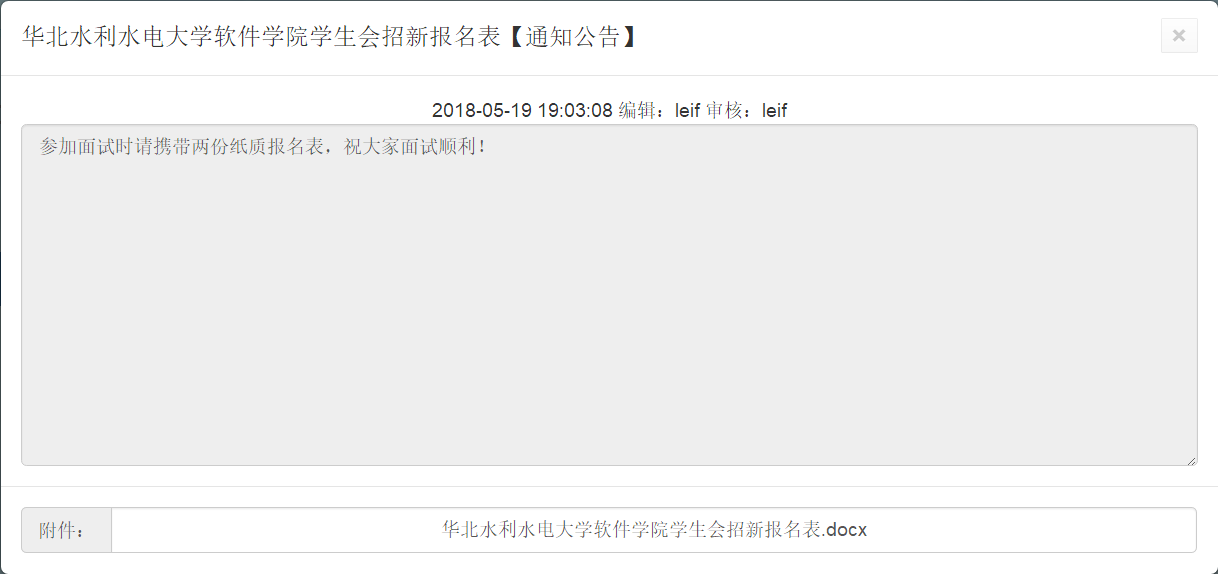 华北水利水电大学软件学院学生会招新报名表【通知公告】
2018-05-19 19:03:08 编辑：leif 审核：leif
参加面试时请携带两份纸质报名表，祝大家面试顺利！
附件： 华北水利水电大学软件学院学生会招新报名表.docx